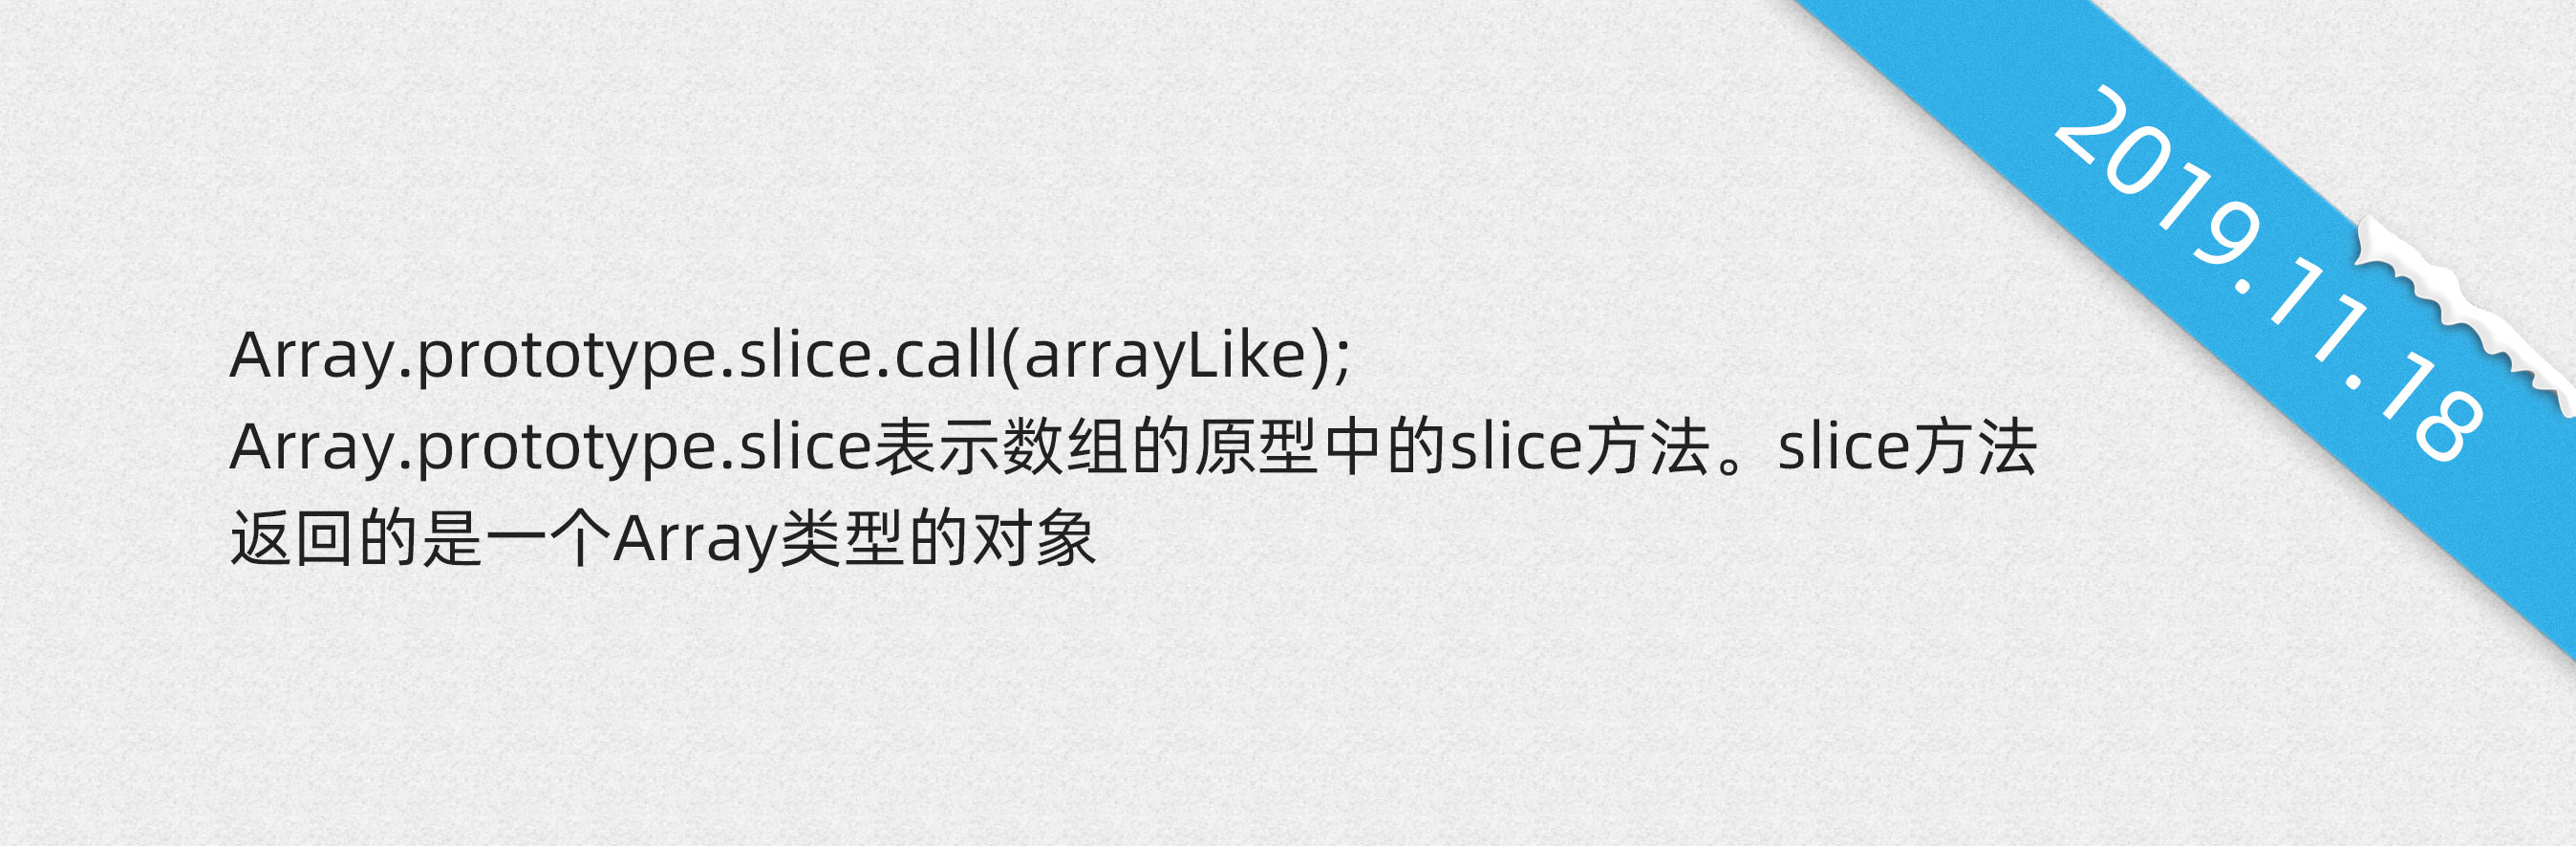 2019.11.18
Array.prototype.slice.call(arrayLike);
Array.prototype.slice表示数组的原型中的slice方法。slice方法
返回的是一个Array类型的对象